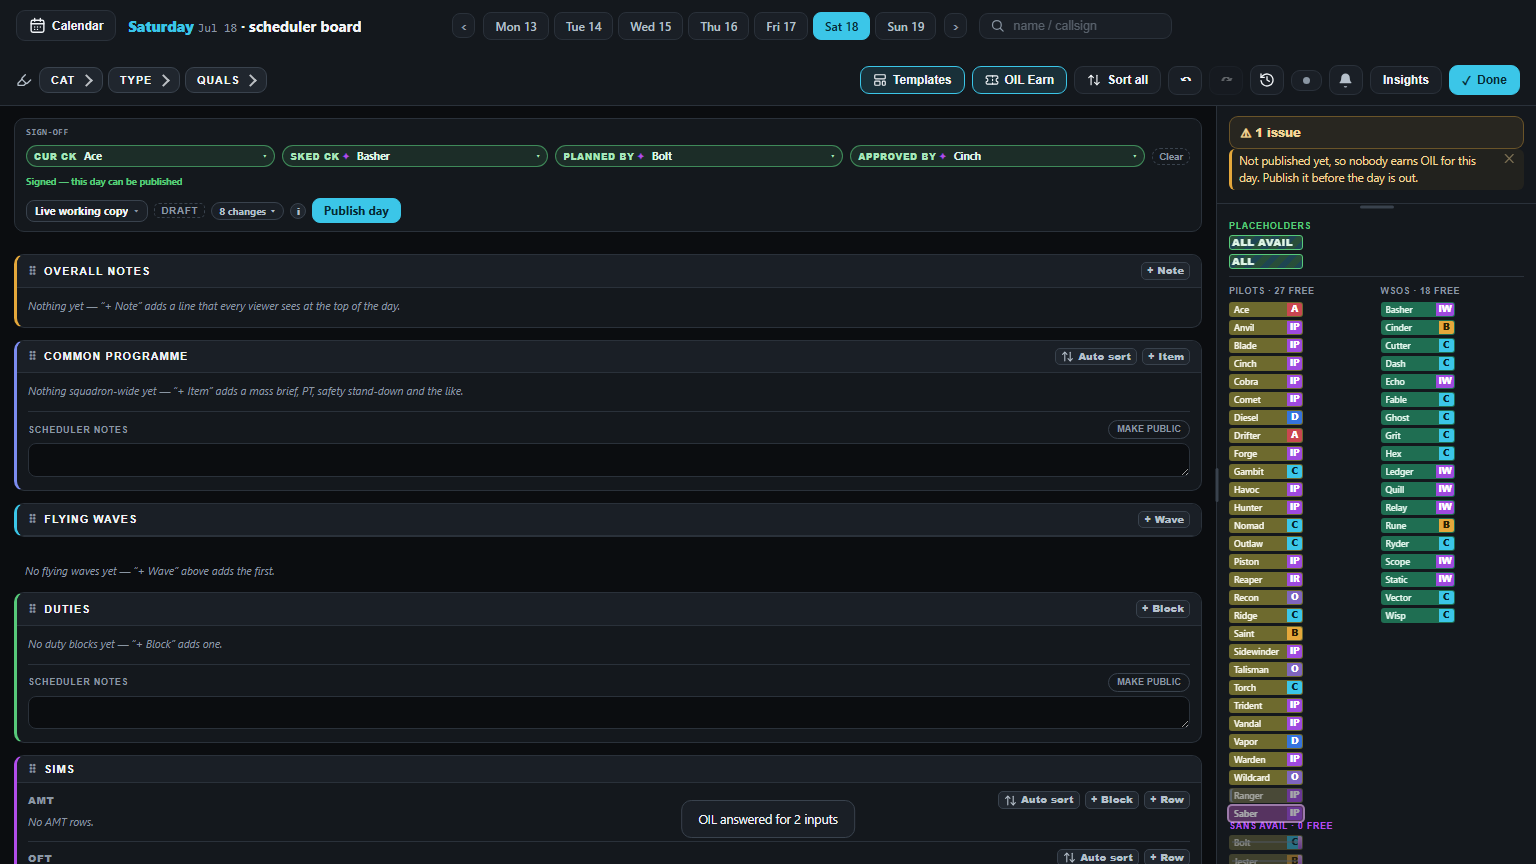 Calendar
Saturday Jul 18 · scheduler board
Mon 13
Tue 14
Wed 15
Thu 16
Fri 17
Sat 18
Sun 19
name / callsign
CAT
TYPE
QUALS
Templates
OIL Earn
Sort all
Insights
✓ Done
SIGN-OFF
CUR CK Ace
SKED CK Basher
PLANNED BY Bolt
APPROVED BY Cinch
Clear
Signed — this day can be published
Live working copy
DRAFT
8 changes
i
Publish day
OVERALL NOTES
+ Note
Nothing yet — "+ Note" adds a line that every viewer sees at the top of the day.
COMMON PROGRAMME
Auto sort
+ Item
Nothing squadron-wide yet — "+ Item" adds a mass brief, PT, safety stand-down and the like.
SCHEDULER NOTES
MAKE PUBLIC
FLYING WAVES
+ Wave
No flying waves yet — "+ Wave" above adds the first.
DUTIES
+ Block
No duty blocks yet — "+ Block" adds one.
SCHEDULER NOTES
MAKE PUBLIC
SIMS
AMT
Auto sort
+ Block
+ Row
No AMT rows.
OIL answered for 2 inputs
OFT
Auto sort
+ Row
⚠ 1 issue
Not published yet, so nobody earns OIL for this
day. Publish it before the day is out.
PLACEHOLDERS
ALL AVAIL
ALL
PILOTS · 27 FREE
Ace A
Anvil IP
Blade IP
Cinch IP
Cobra IP
Comet IP
Diesel D
Drifter A
Forge IP
Gambit C
Havoc IP
Hunter IP
Nomad C
Outlaw C
Piston IP
Reaper IR
Recon O
Ridge C
Saint B
Sidewinder IP
Talisman O
Torch C
Trident IP
Vandal IP
Vapor D
Warden IP
Wildcard O
Ranger IP
Saber IP
WSOS · 18 FREE
Basher IW
Cinder B
Cutter C
Dash C
Echo IW
Fable C
Ghost C
Grit C
Hex C
Ledger IW
Quill IW
Relay IW
Rune B
Ryder C
Scope IW
Static IW
Vector C
Wisp C
SANS AVAIL · 0 FREE
Bolt C
Jester B